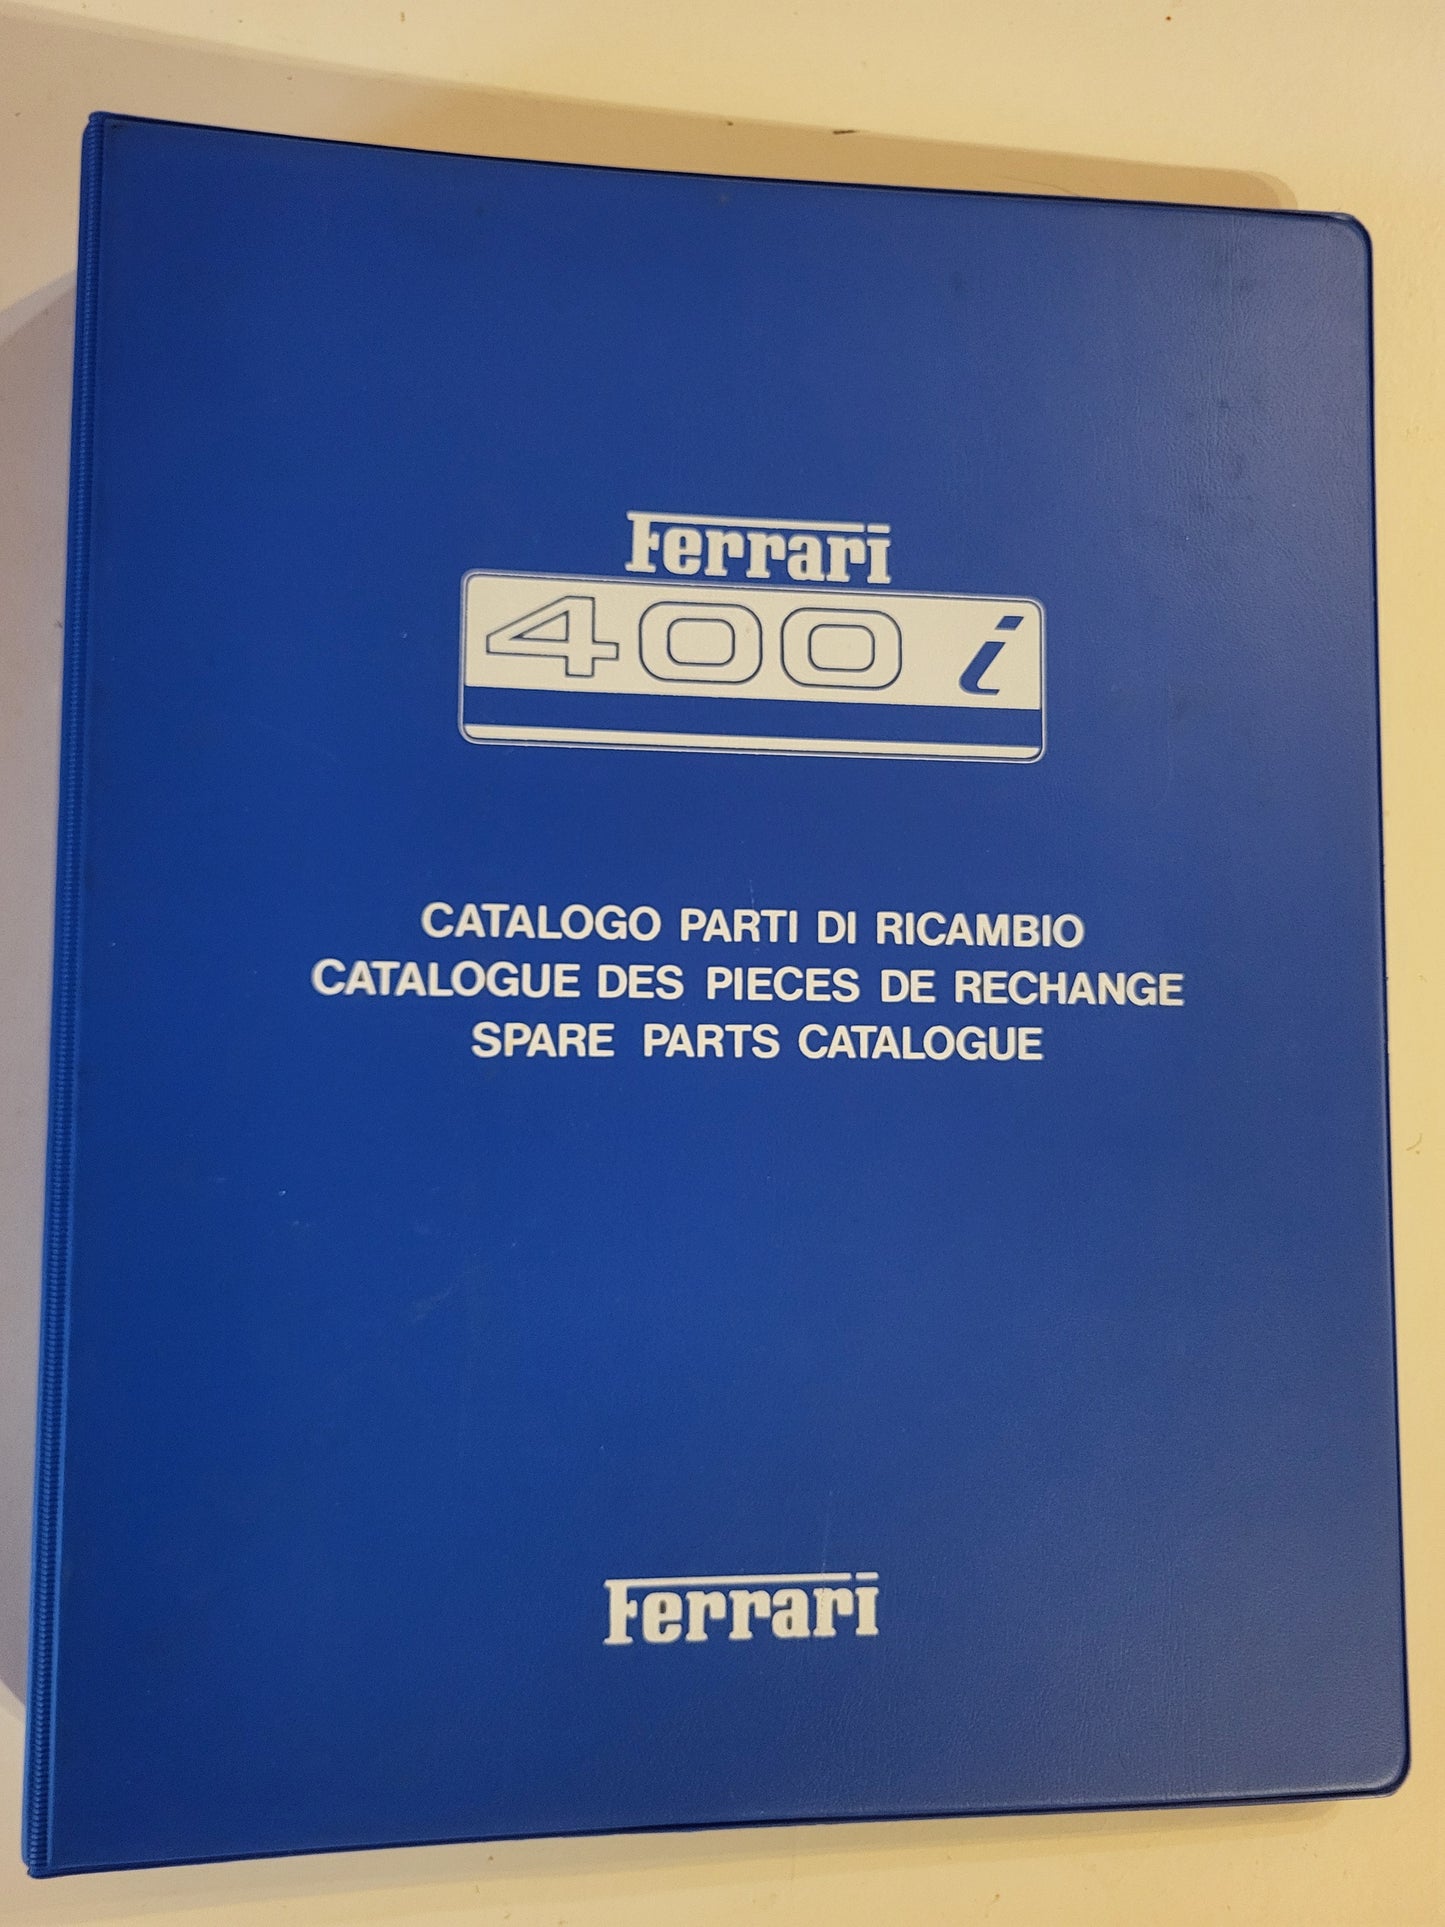 Ferrari
400 i
CATALOGO PARTI DI RICAMBIO
CATALOGUE DES PIECES DE RECHANGE
SPARE PARTS CATALOGUE
Ferrari